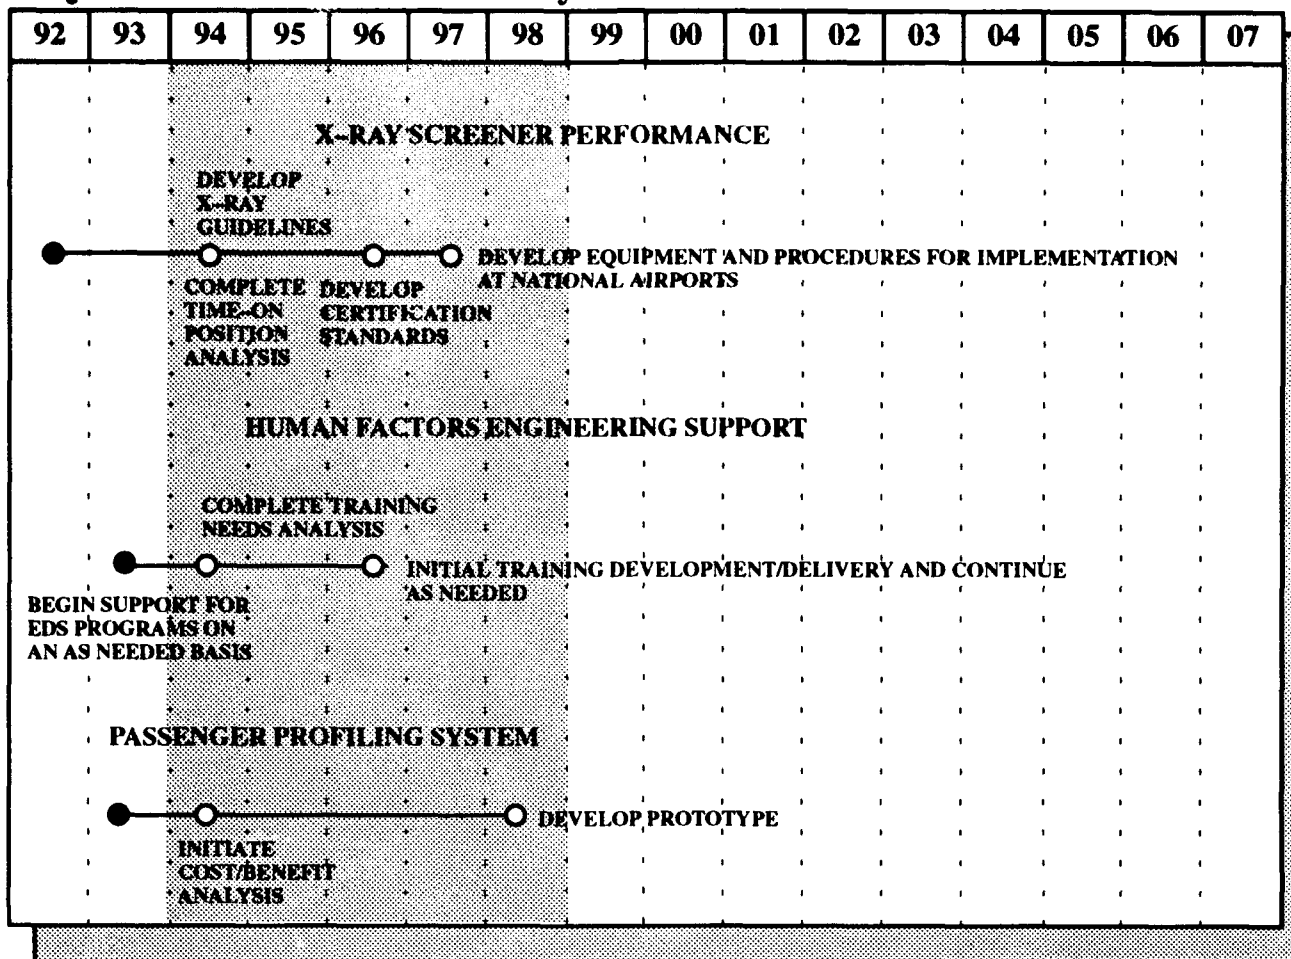 92 93 94 95 96 97 98 99 00 01 02 03 04 05 06 07
X-RAY SCREENER PERFORMANCE
DEVELOP
X-RAY
GUIDELINES
DEVELOP EQUIPMENT AND PROCEDURES FOR IMPLEMENTATION
AT NATIONAL AIRPORTS
COMPLETE
TIME-ON
POSITION
ANALYSIS
DEVELOP
CERTIFICATION
STANDARDS
HUMAN FACTORS ENGINEERING SUPPORT
COMPLETE TRAINING
NEEDS ANALYSIS
INITIAL TRAINING DEVELOPMENT/DELIVERY AND CONTINUE
AS NEEDED
BEGIN SUPPORT FOR
EDS PROGRAMS ON
AN AS NEEDED BASIS
PASSENGER PROFILING SYSTEM
DEVELOP PROTOTYPE
INITIATE
COST/BENEFIT
ANALYSIS